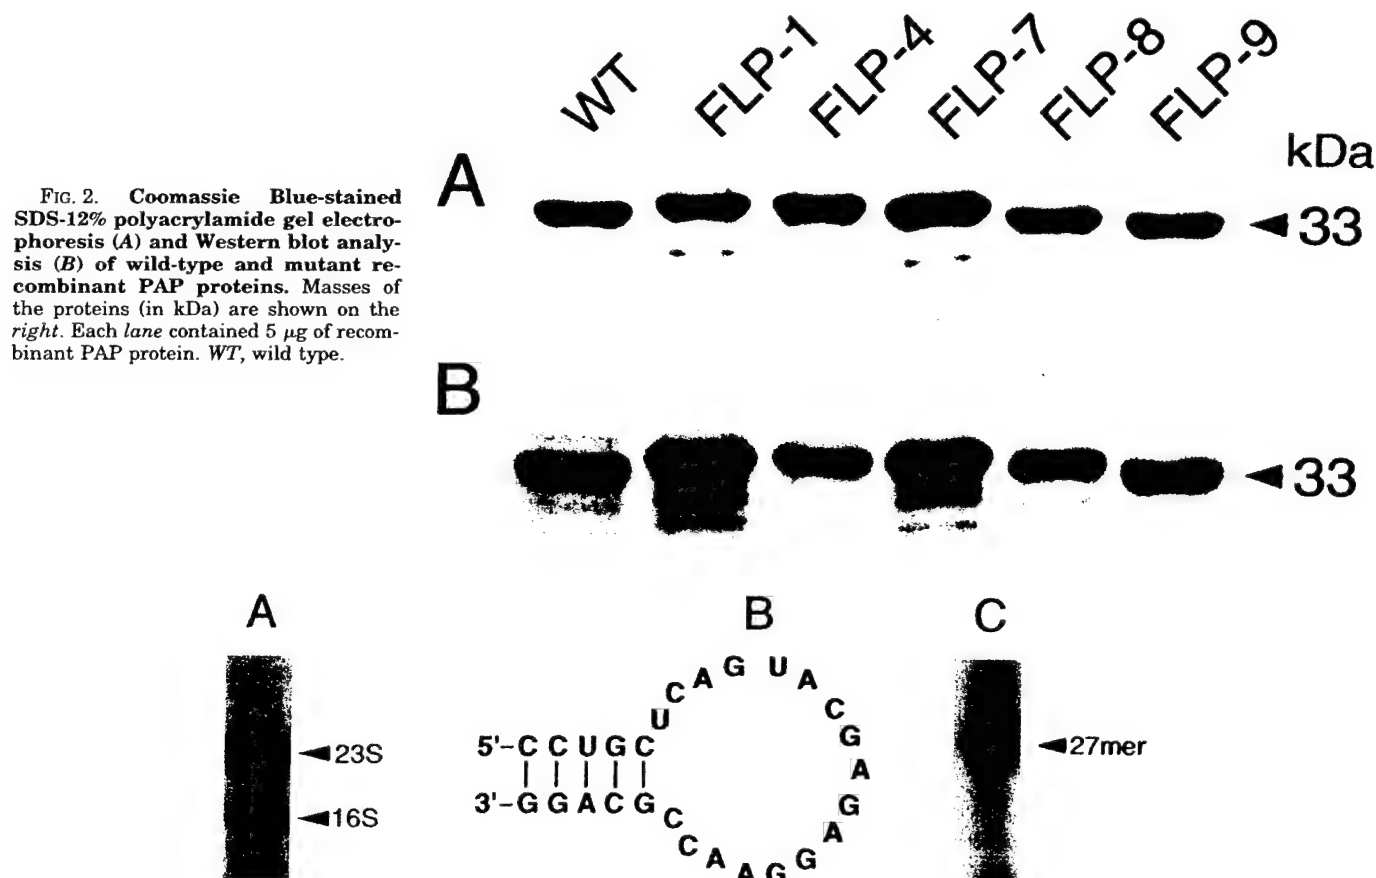 WT FLP-1 FLP-4 FLP-7 FLP-8 FLP-9
kDa
A
33
FIG. 2. Coomassie Blue-stained
SDS-12% polyacrylamide gel electro-
phoresis (A) and Western blot analy-
sis (B) of wild-type and mutant re-
combinant PAP proteins. Masses of
the proteins (in kDa) are shown on the
right. Each lane contained 5 μg of recom-
binant PAP protein. WT, wild type.
B
33
A
23S
16S
B
5'-CCUGC
UCAGUACGAGAGGAACC
3'-GGACG
C
27mer